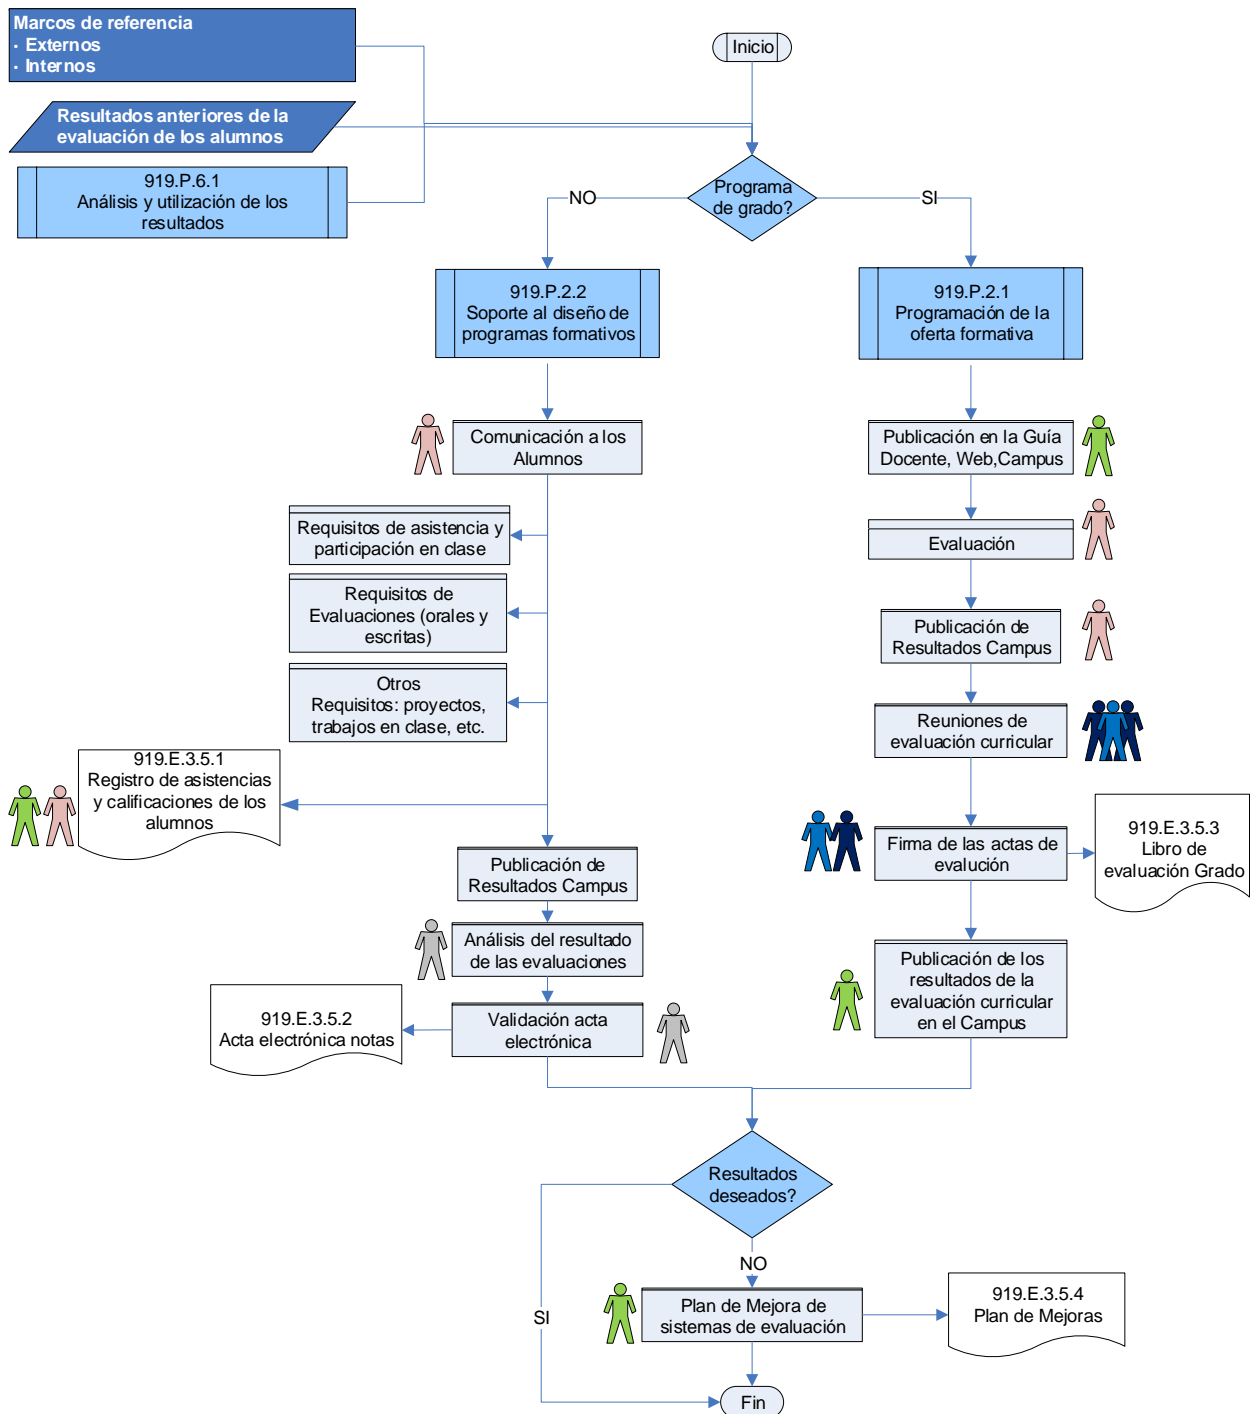 Marcos de referencia
· Externos
· Internos
Inicio
Resultados anteriores de la
evaluación de los alumnos
919.P.6.1
Análisis y utilización de los
resultados
Programa
de grado?
NO
SI
919.P.2.2
Soporte al diseño de
programas formativos
919.P.2.1
Programación de la
oferta formativa
Comunicación a los
Alumnos
Publicación en la Guía
Docente, Web,Campus
Requisitos de asistencia y
participación en clase
Evaluación
Requisitos de
Evaluaciones (orales y
escritas)
Publicación de
Resultados Campus
Otros
Requisitos: proyectos,
trabajos en clase, etc.
Reuniones de
evaluación curricular
919.E.3.5.1
Registro de asistencias
y calificaciones de los
alumnos
Firma de las actas de
evalución
919.E.3.5.3
Libro de
evaluación Grado
Publicación de
Resultados Campus
Análisis del resultado
de las evaluaciones
Publicación de los
resultados de la
evaluación curricular
en el Campus
919.E.3.5.2
Acta electrónica notas
Validación acta
electrónica
Resultados
deseados?
NO
SI
Plan de Mejora de
sistemas de evaluación
919.E.3.5.4
Plan de Mejoras
Fin